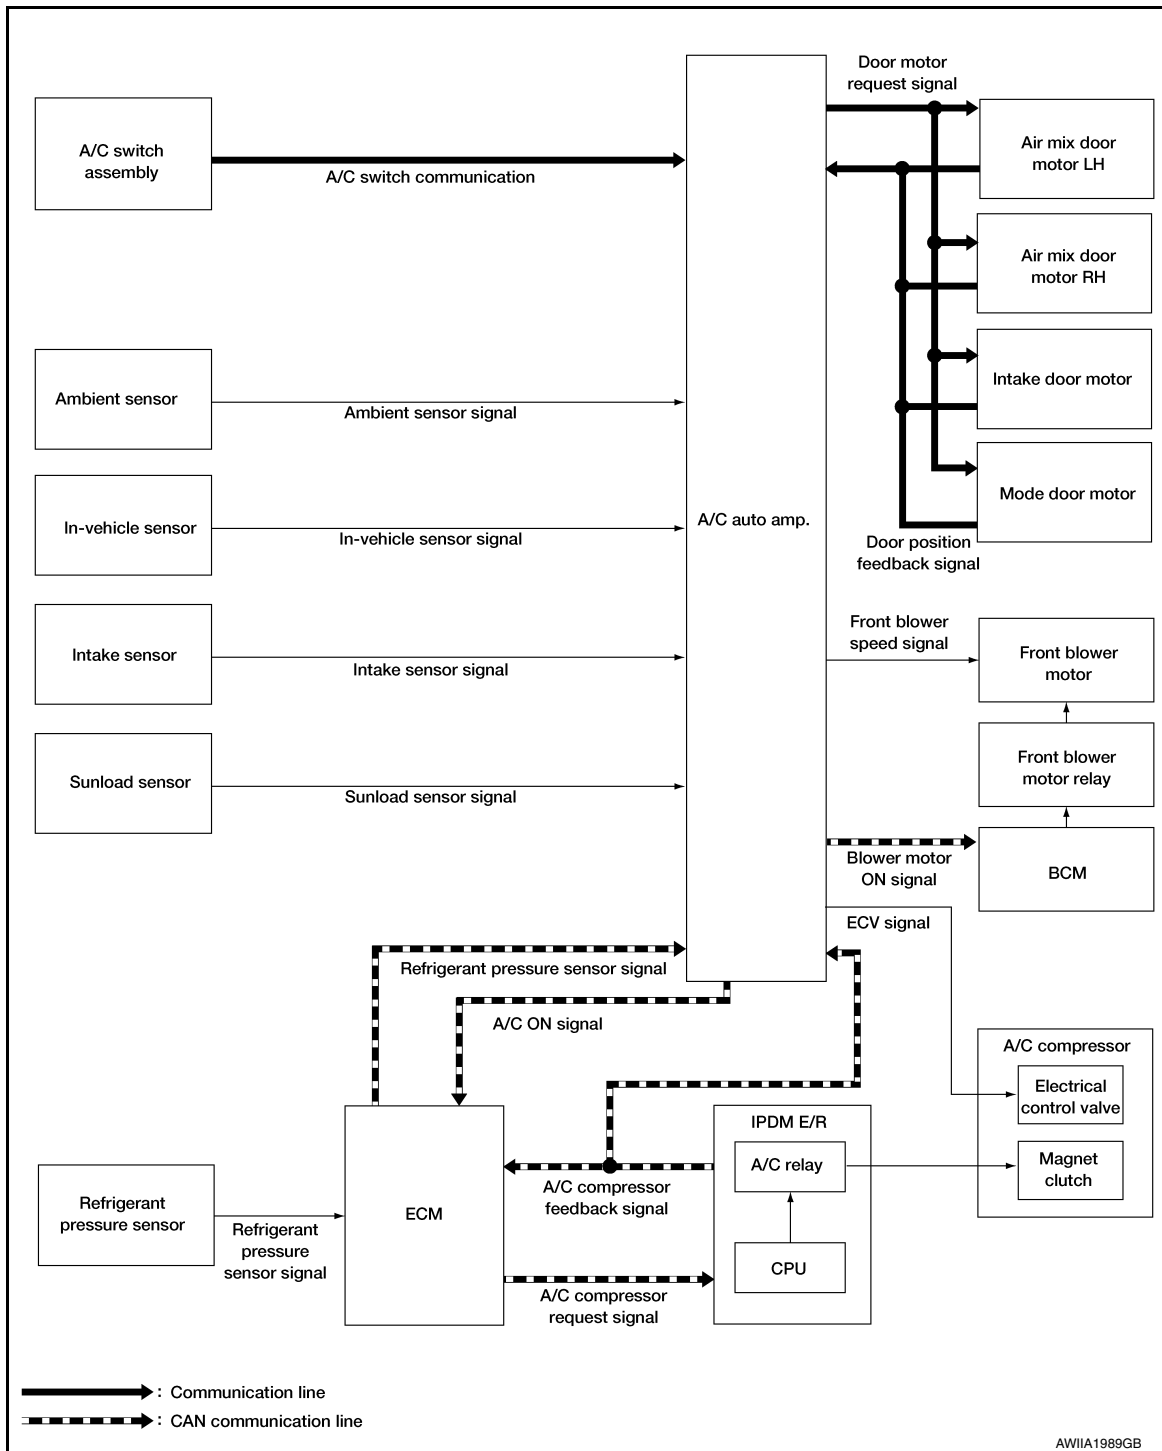 Door motor
request signal
A/C switch
assembly
A/C switch communication
Air mix door
motor LH
Air mix door
motor RH
Ambient sensor
Ambient sensor signal
Intake door motor
In-vehicle sensor
In-vehicle sensor signal
A/C auto amp.
Mode door motor
Door position
feedback signal
Intake sensor
Intake sensor signal
Front blower
speed signal
Front blower
motor
Sunload sensor
Sunload sensor signal
Front blower
motor relay
Blower motor
ON signal
BCM
ECV signal
Refrigerant pressure sensor signal
A/C ON signal
A/C compressor
Electrical
control valve
Magnet
clutch
IPDM E/R
A/C relay
CPU
A/C compressor
feedback signal
ECM
Refrigerant
pressure sensor
Refrigerant
pressure
sensor signal
A/C compressor
request signal
: Communication line
: CAN communication line
AWIIA1989GB